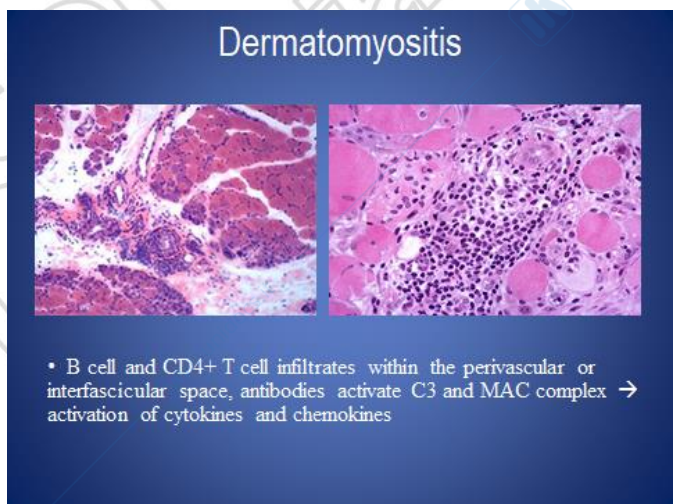 Dermatomyositis
• B cell and CD4+ T cell infiltrates within the perivascular or
interfascicular space, antibodies activate C3 and MAC complex →
activation of cytokines and chemokines